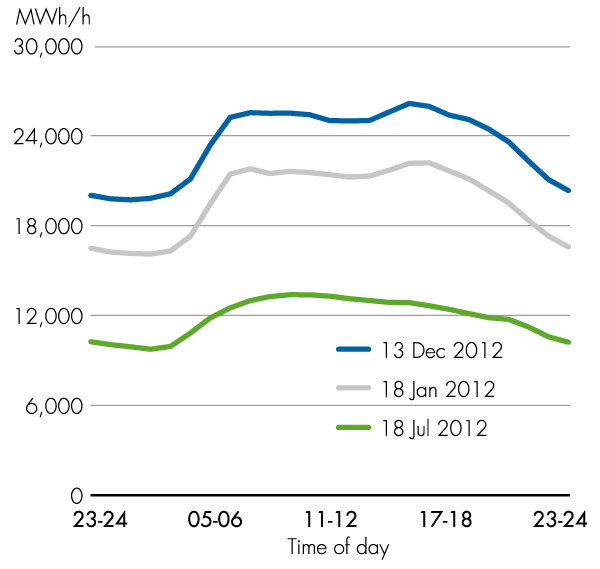 MWh/h
30,000
24,000
18,000
12,000
6,000
0
13 Dec 2012
18 Jan 2012
18 Jul 2012
23-24 05-06 11-12 17-18 23-24
Time of day